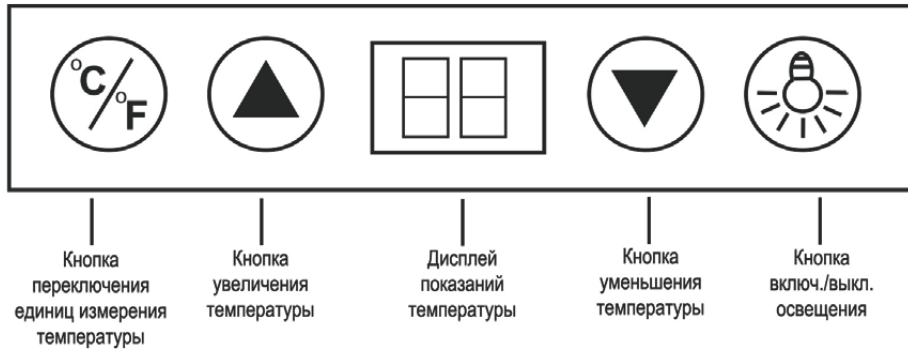 °C/°F
Кнопка
переключения
единиц измерения
температуры
Кнопка
увеличения
температуры
Дисплей
показаний
температуры
Кнопка
уменьшения
температуры
Кнопка
включ./выкл.
освещения